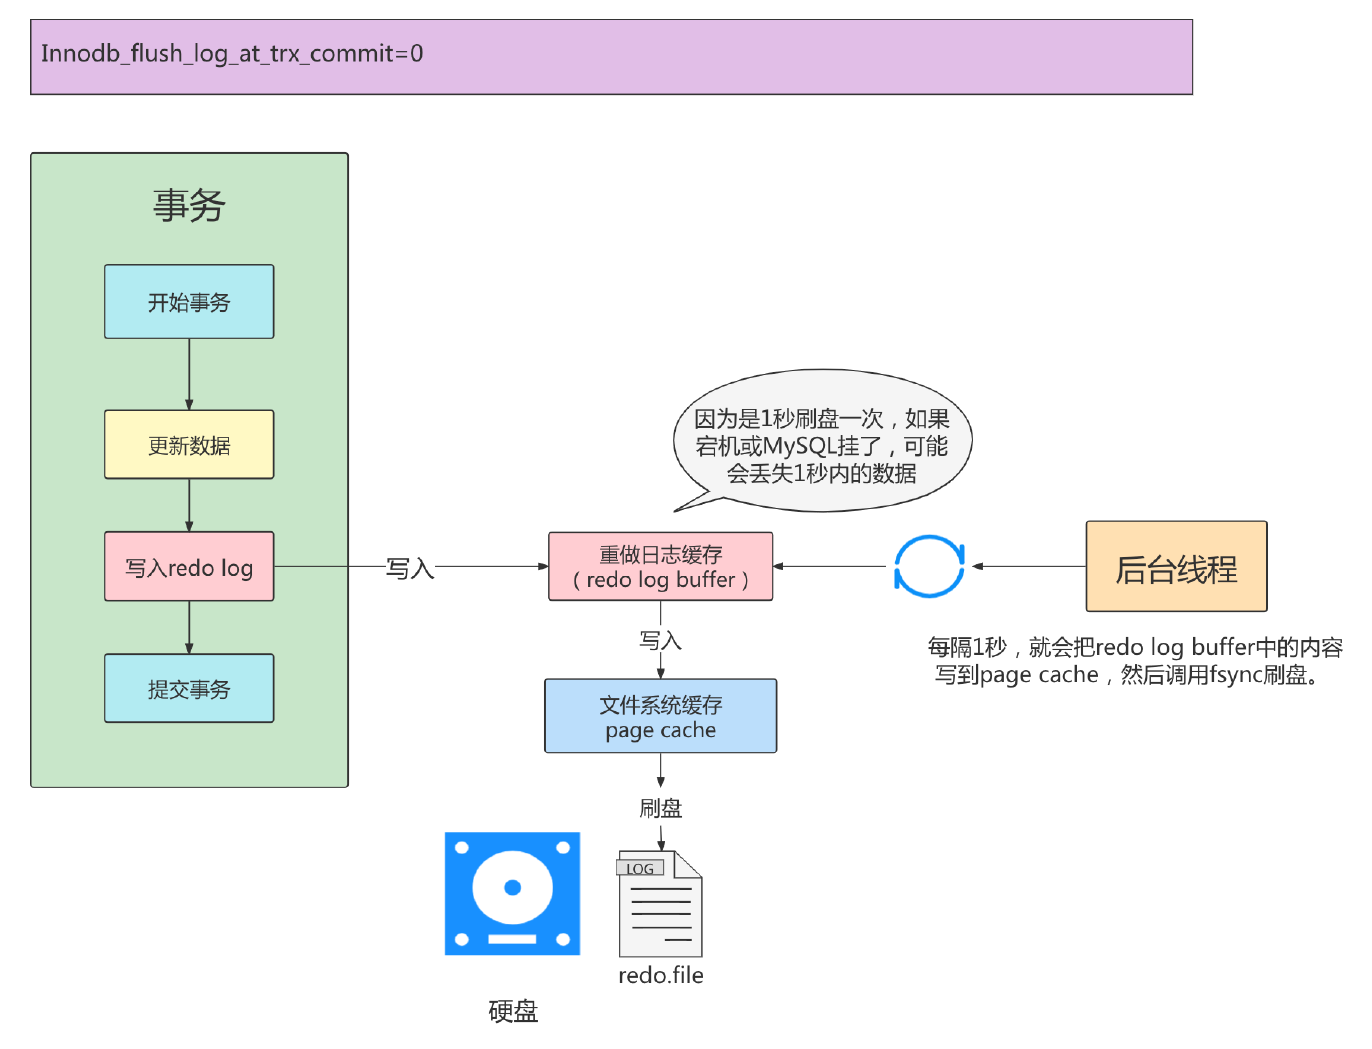 Innodb_flush_log_at_trx_commit=0
事务
开始事务
更新数据
写入redo log
提交事务
写入
因为是1秒刷盘一次，如果
宕机或MySQL挂了，可能
会丢失1秒内的数据
重做日志缓存
（redo log buffer）
写入
文件系统缓存
page cache
刷盘
LOG
redo.file
硬盘
后台线程
每隔1秒，就会把redo log buffer中的内容
写到page cache，然后调用fsync刷盘。